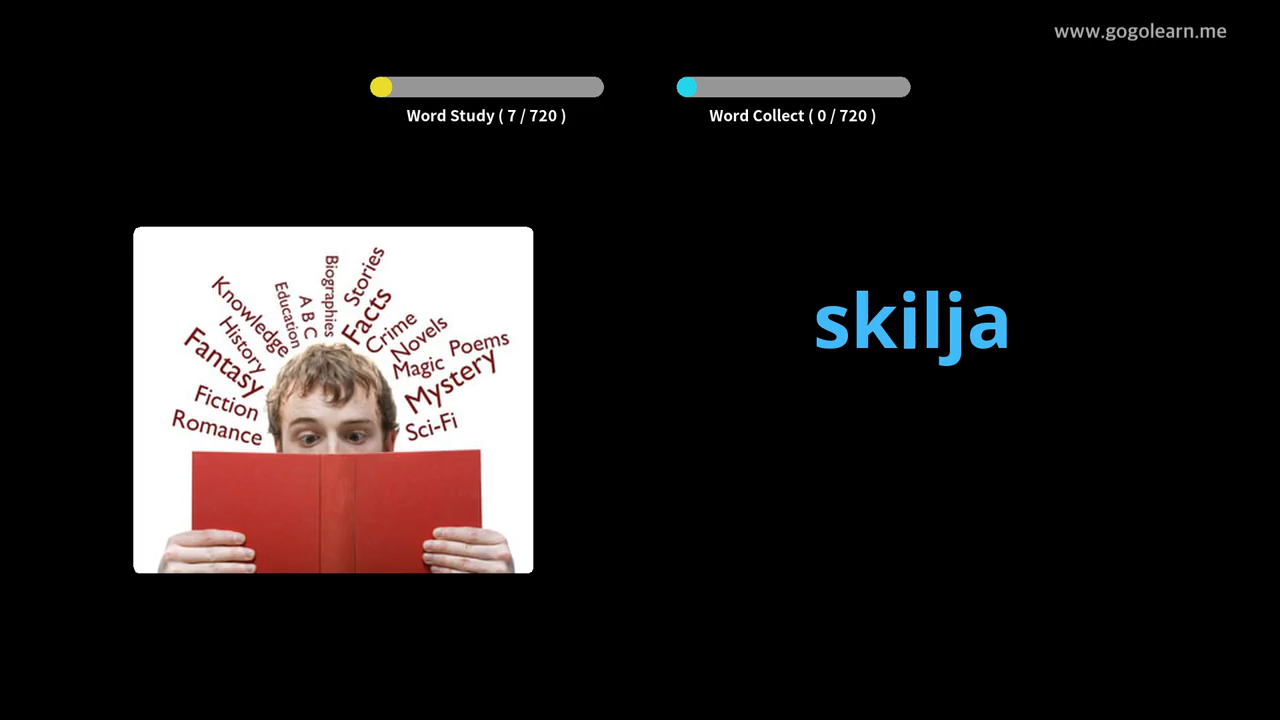 www.gogolearn.me
Word Study ( 7 / 720 )
Word Collect ( 0 / 720 )
skilja
Biographies
Stories
Education
A B C
Facts
Knowledge
History
Crime
Novels
Fantasy
Magic
Poems
Fiction
Mystery
Romance
Sci-Fi